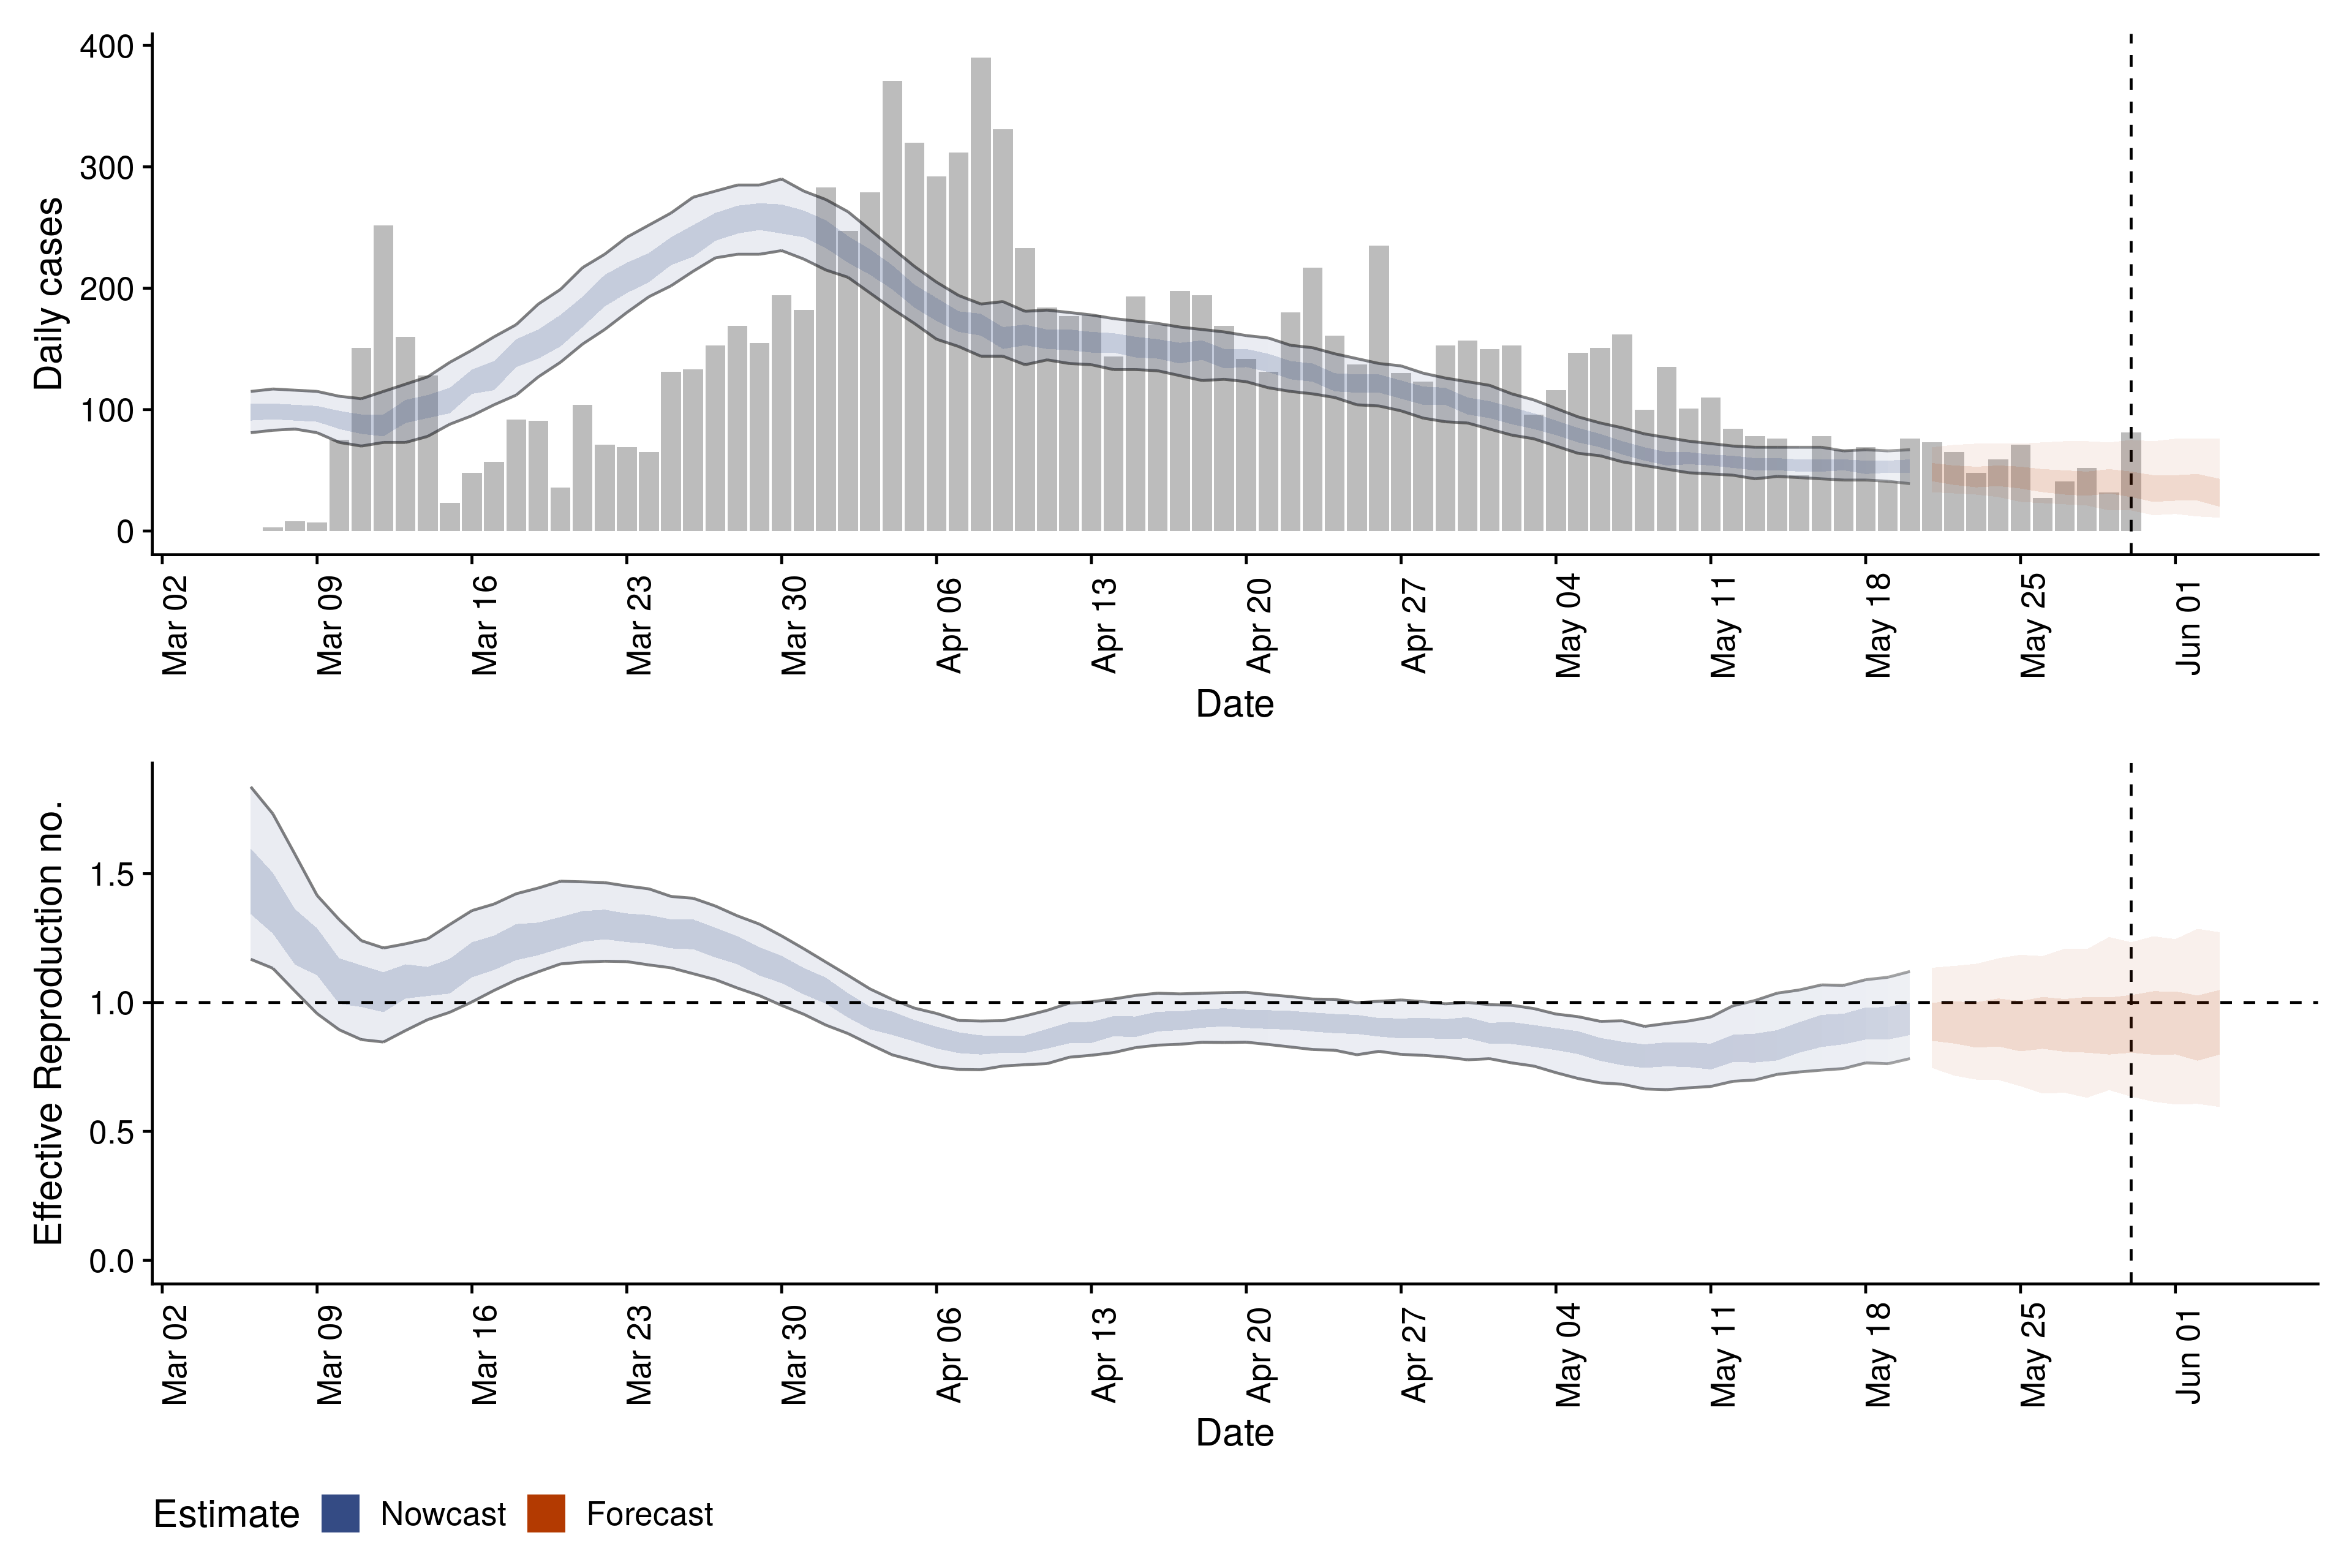 Daily cases
400
300
200
100
0
Mar 02
Mar 09
Mar 16
Mar 23
Mar 30
Apr 06
Apr 13
Apr 20
Apr 27
May 04
May 11
May 18
May 25
Jun 01
Date
Effective Reproduction no.
1.5
1.0
0.5
0.0
Mar 02
Mar 09
Mar 16
Mar 23
Mar 30
Apr 06
Apr 13
Apr 20
Apr 27
May 04
May 11
May 18
May 25
Jun 01
Date
Estimate Nowcast Forecast